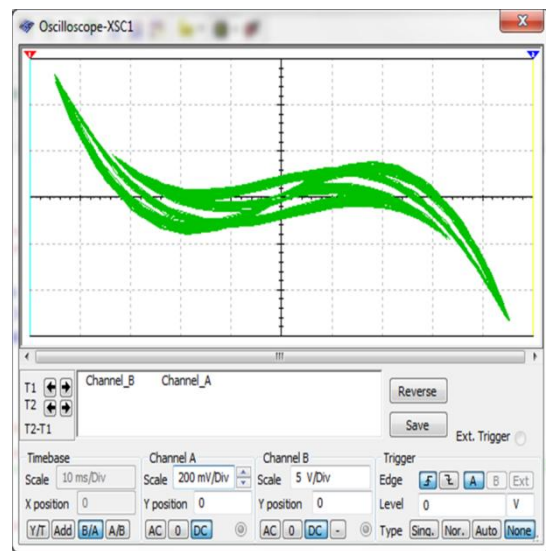 Oscilloscope-XSC1
X
1
1
T1
T2
T2-T1
Channel_B Channel_A
Reverse
Save
Ext. Trigger
Timebase
Scale 10 ms/Div
X position 0
Y/T Add B/A A/B
Channel A
Scale 200 mV/Div
Y position 0
AC 0 DC
Channel B
Scale 5 V/Div
Y position 0
AC 0 DC -
Trigger
Edge A B Ext
Level 0 V
Type Sing. Nor. Auto None